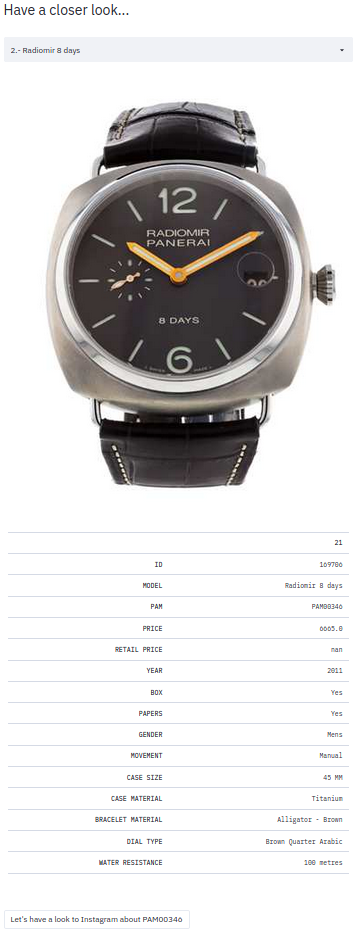 Have a closer look...
2.- Radiomir 8 days
12
RADIOMIR
PANERAI
8 DAYS
6
21
ID 169706
MODEL Radiomir 8 days
PAM PAM00346
PRICE 6665.0
RETAIL PRICE nan
YEAR 2011
BOX Yes
PAPERS Yes
GENDER Mens
MOVEMENT Manual
CASE SIZE 45 MM
CASE MATERIAL Titanium
BRACELET MATERIAL Alligator - Brown
DIAL TYPE Brown Quarter Arabic
WATER RESISTANCE 100 metres
Let's have a look to Instagram about PAM00346